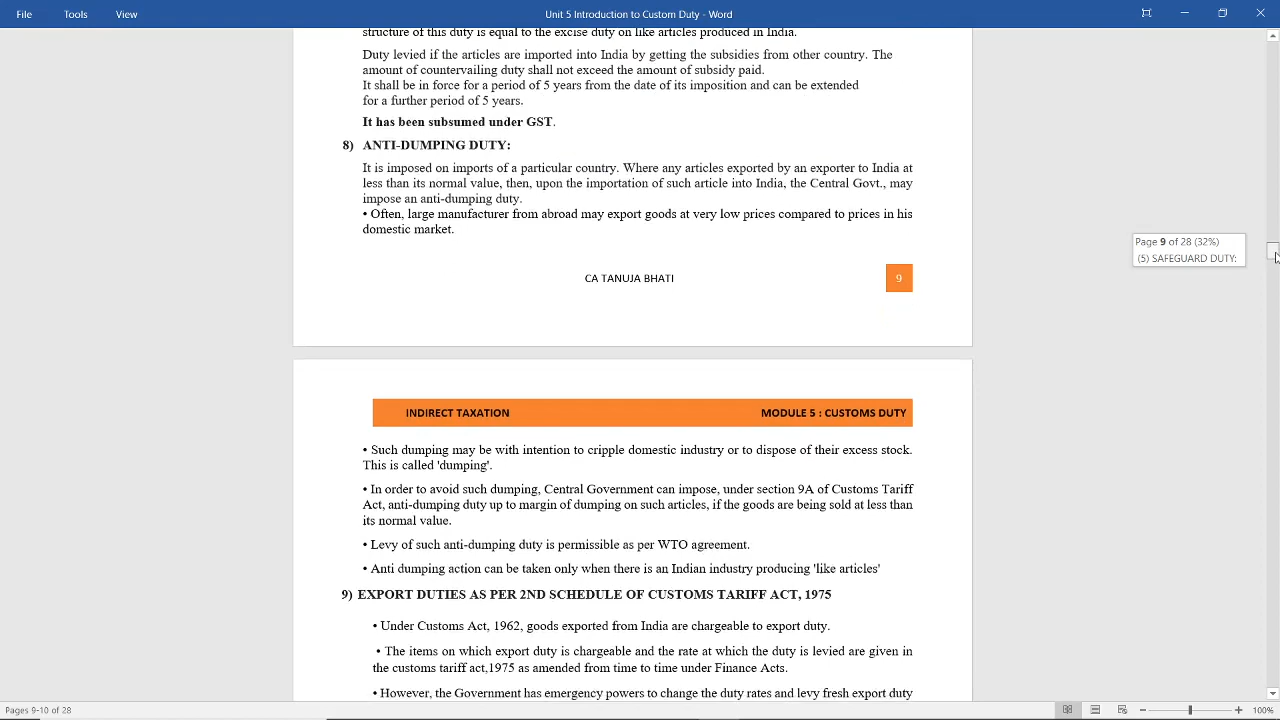 File Tools View Unit 5 Introduction to Custom Duty - Word
structure of this duty is equal to the excise duty on like articles produced in India.
Duty levied if the articles are imported into India by getting the subsidies from other country. The
amount of countervailing duty shall not exceed the amount of subsidy paid.
It shall be in force for a period of 5 years from the date of its imposition and can be extended
for a further period of 5 years.
It has been subsumed under GST.
8) ANTI-DUMPING DUTY:
It is imposed on imports of a particular country. Where any articles exported by an exporter to India at
less than its normal value, then, upon the importation of such article into India, the Central Govt., may
impose an anti-dumping duty.
• Often, large manufacturer from abroad may export goods at very low prices compared to prices in his
domestic market.
Page 9 of 28 (32%)
(5) SAFEGUARD DUTY:
CA TANUJA BHATI 9
INDIRECT TAXATION MODULE 5 : CUSTOMS DUTY
• Such dumping may be with intention to cripple domestic industry or to dispose of their excess stock.
This is called 'dumping'.
• In order to avoid such dumping, Central Government can impose, under section 9A of Customs Tariff
Act, anti-dumping duty up to margin of dumping on such articles, if the goods are being sold at less than
its normal value.
• Levy of such anti-dumping duty is permissible as per WTO agreement.
• Anti dumping action can be taken only when there is an Indian industry producing 'like articles'
9) EXPORT DUTIES AS PER 2ND SCHEDULE OF CUSTOMS TARIFF ACT, 1975
• Under Customs Act, 1962, goods exported from India are chargeable to export duty.
• The items on which export duty is chargeable and the rate at which the duty is levied are given in
the customs tariff act,1975 as amended from time to time under Finance Acts.
• However, the Government has emergency powers to change the duty rates and levy fresh export duty
Pages 9-10 of 28 100%